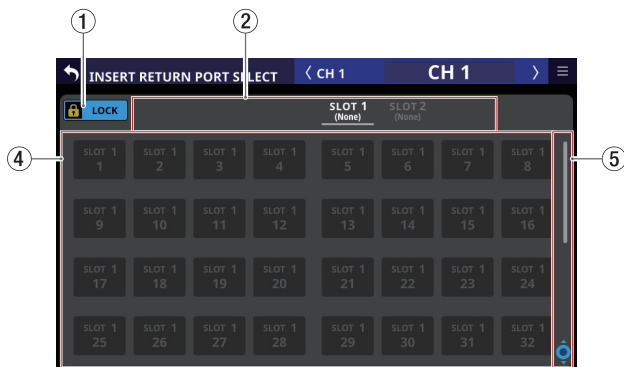 1
2
INSERT RETURN PORT SELECT
CH 1
CH 1
LOCK
SLOT 1
(None)
SLOT 2
(None)
4
5
SLOT 1 SLOT 1 SLOT 1 SLOT 1 SLOT 1 SLOT 1 SLOT 1 SLOT 1
1 2 3 4 5 6 7 8
SLOT 1 SLOT 1 SLOT 1 SLOT 1 SLOT 1 SLOT 1 SLOT 1 SLOT 1
9 10 11 12 13 14 15 16
SLOT 1 SLOT 1 SLOT 1 SLOT 1 SLOT 1 SLOT 1 SLOT 1 SLOT 1
17 18 19 20 21 22 23 24
SLOT 1 SLOT 1 SLOT 1 SLOT 1 SLOT 1 SLOT 1 SLOT 1 SLOT 1
25 26 27 28 29 30 31 32